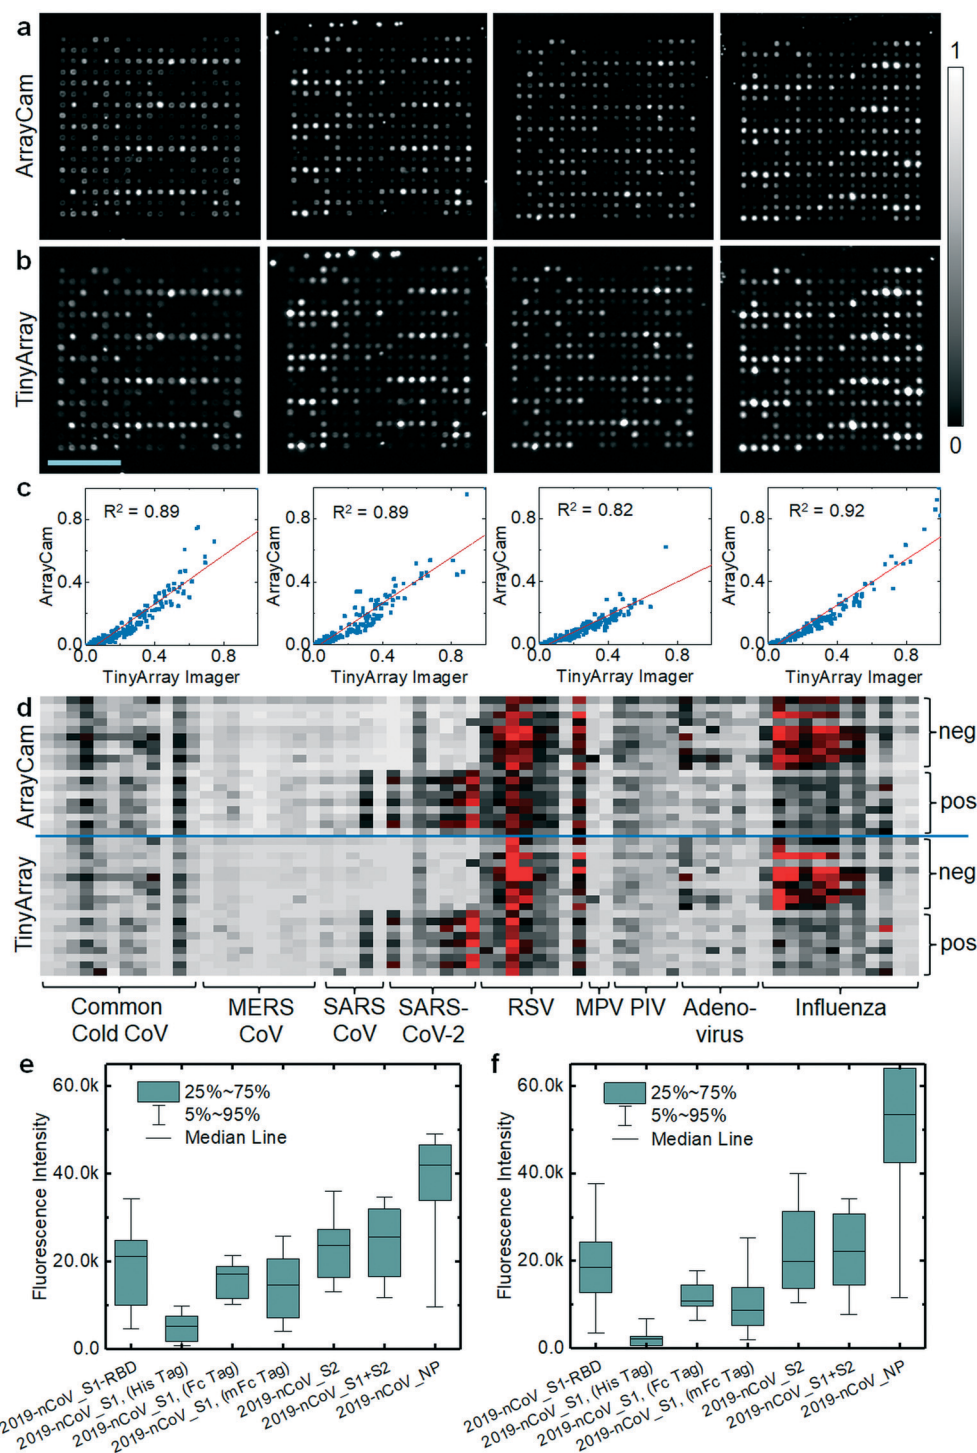 a
ArrayCam
1
b
TinyArray
0
c
R² = 0.89
R² = 0.89
R² = 0.82
R² = 0.92
ArrayCam
ArrayCam
ArrayCam
ArrayCam
0.8
0.4
0.0
0.8
0.4
0.0
0.8
0.4
0.0
0.8
0.4
0.0
0.0 0.4 0.8
0.0 0.4 0.8
0.0 0.4 0.8
0.0 0.4 0.8
TinyArray Imager
TinyArray Imager
TinyArray Imager
TinyArray Imager
d
ArrayCam
neg
pos
TinyArray
neg
pos
Common
Cold CoV
MERS
CoV
SARS
CoV
SARS-
CoV-2
RSV
MPV
PIV
Adeno-
virus
Influenza
e
Fluorescence Intensity
60.0k
40.0k
20.0k
0.0
25%~75%
5%~95%
Median Line
2019-nCoV_S1-RBD
2019-nCoV_S1, (His Tag)
2019-nCoV_S1, (Fc Tag)
2019-nCoV_S1, (mFc Tag)
2019-nCoV_S2
2019-nCoV_S1+S2
2019-nCoV_NP
f
Fluorescence Intensity
60.0k
40.0k
20.0k
0.0
25%~75%
5%~95%
Median Line
2019-nCoV_S1-RBD
2019-nCoV_S1, (His Tag)
2019-nCoV_S1, (Fc Tag)
2019-nCoV_S1, (mFc Tag)
2019-nCoV_S2
2019-nCoV_S1+S2
2019-nCoV_NP